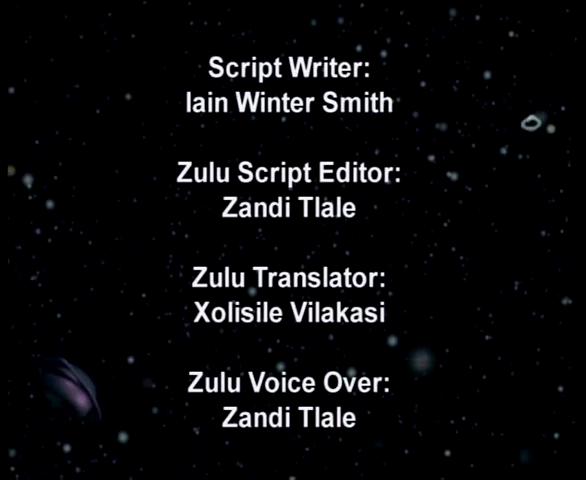 Script Writer:
Iain Winter Smith
Zulu Script Editor:
Zandi Tlale
Zulu Translator:
Xolisile Vilakasi
Zulu Voice Over:
Zandi Tlale